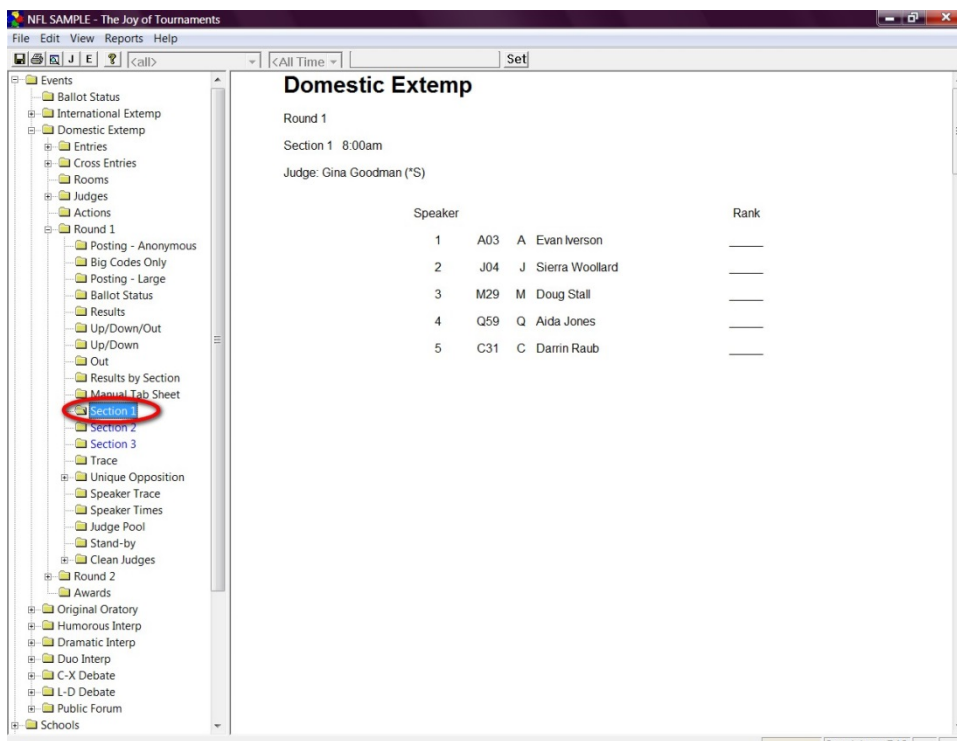 NFL SAMPLE - The Joy of Tournaments
File Edit View Reports Help
J E ? <all> <All Time Set
Events
Ballot Status
International Extemp
Domestic Extemp
Entries
Cross Entries
Rooms
Judges
Actions
Round 1
Posting - Anonymous
Big Codes Only
Posting - Large
Ballot Status
Results
Up/Down/Out
Up/Down
Out
Results by Section
Manual Tab Sheet
Section 1
Section 2
Section 3
Trace
Unique Opposition
Speaker Trace
Speaker Times
Judge Pool
Stand-by
Clean Judges
Round 2
Awards
Original Oratory
Humorous Interp
Dramatic Interp
Duo Interp
C-X Debate
L-D Debate
Public Forum
Schools
Domestic Extemp
Round 1
Section 1 8:00am
Judge: Gina Goodman (*S)
Speaker Rank
1 A03 A Evan Iverson _____
2 J04 J Sierra Woollard _____
3 M29 M Doug Stall _____
4 Q59 Q Aida Jones _____
5 C31 C Darrin Raub _____